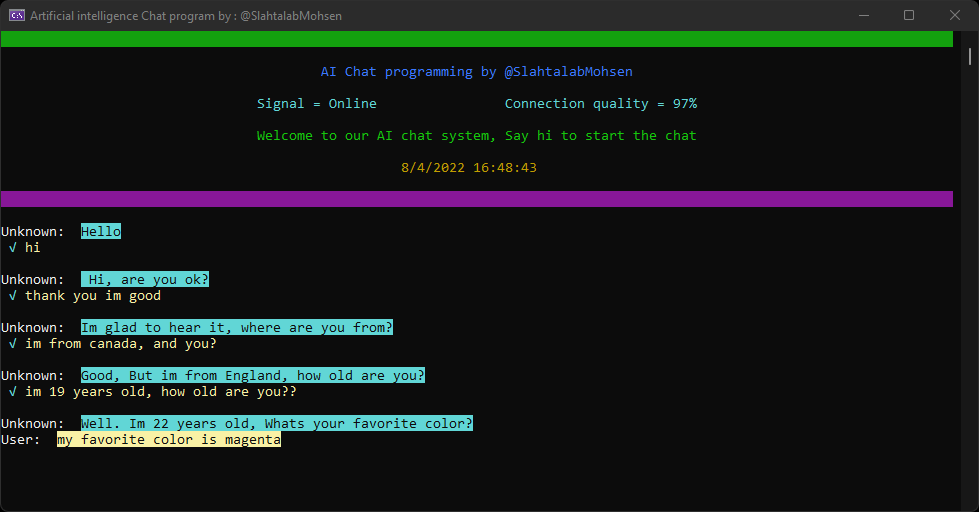 Artificial intelligence Chat program by : @SlahtalabMohsen
AI Chat programming by @SlahtalabMohsen
Signal = Online Connection quality = 97%
Welcome to our AI chat system, Say hi to start the chat
8/4/2022 16:48:43
Unknown: Hello
√ hi
Unknown: Hi, are you ok?
√ thank you im good
Unknown: Im glad to hear it, where are you from?
√ im from canada, and you?
Unknown: Good, But im from England, how old are you?
√ im 19 years old, how old are you??
Unknown: Well. Im 22 years old, Whats your favorite color?
User: my favorite color is magenta